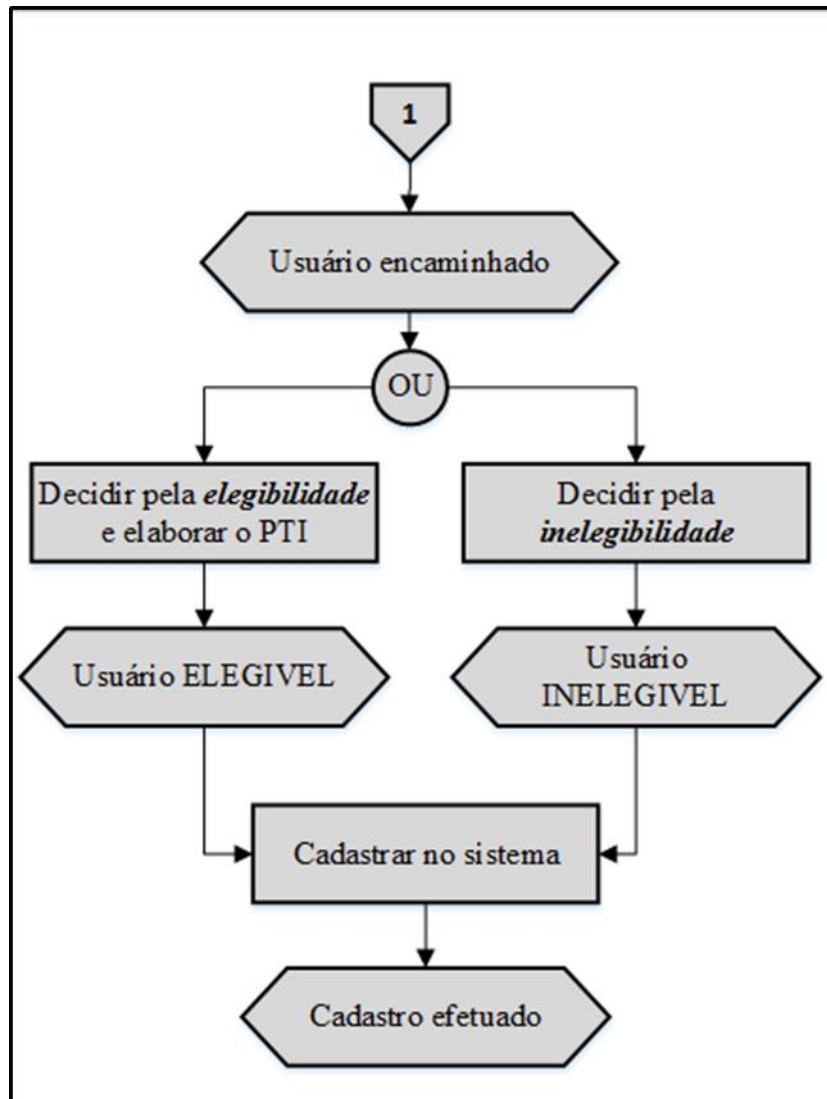 1
Usuário encaminhado
OU
Decidir pela elegibilidade
e elaborar o PTI
Decidir pela
inelegibilidade
Usuário ELEGIVEL
Usuário
INELEGIVEL
Cadastrar no sistema
Cadastro efetuado